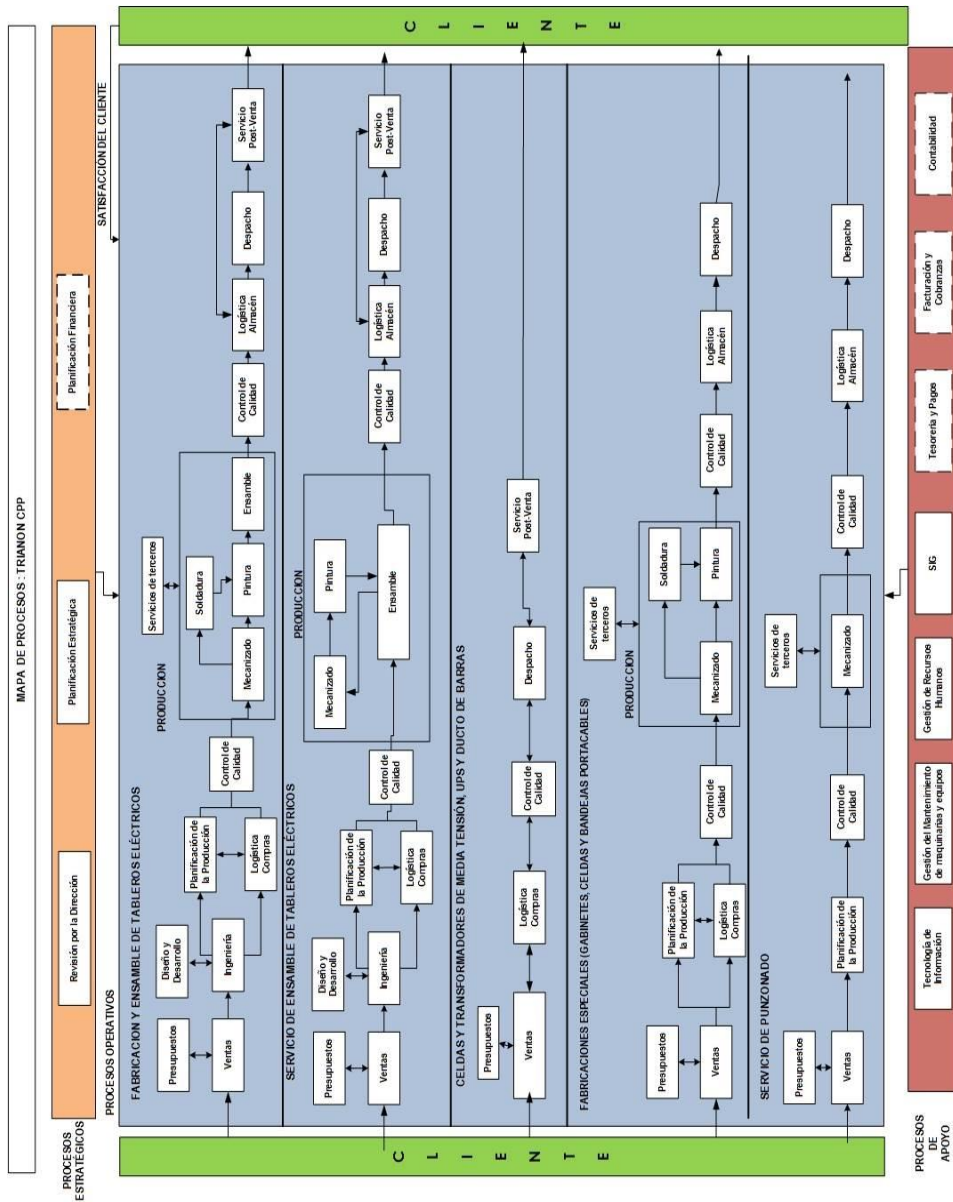 MAPA DE PROCESOS : TRIANON CPP
PROCESOS
ESTRATÉGICOS
Revisión por la Dirección
Planificación Estratégica
Planificación Financiera
PROCESOS OPERATIVOS
SATISFACCIÓN DEL CLIENTE
CLIENTE
FABRICACION Y ENSAMBLE DE TABLEROS ELÉCTRICOS
Presupuestos
Ventas
Diseño y
Desarrollo
Ingeniería
Planificación de
la Producción
Logística
Compras
Control de
Calidad
PRODUCCION
Servicios de terceros
Mecanizado
Soldadura
Pintura
Ensamble
Control de
Calidad
Logística
Almacén
Despacho
Servicio
Post-Venta
SERVICIO DE ENSAMBLE DE TABLEROS ELÉCTRICOS
Presupuestos
Ventas
Diseño y
Desarrollo
Ingeniería
Planificación de
la Producción
Logística
Compras
Control de
Calidad
PRODUCCION
Mecanizado
Pintura
Ensamble
Control de
Calidad
Logística
Almacén
Despacho
Servicio
Post-Venta
CELDAS Y TRANSFORMADORES DE MEDIA TENSIÓN, UPS Y DUCTO DE BARRAS
Presupuestos
Ventas
Logística
Compras
Control de
Calidad
Despacho
Servicio
Post-Venta
FABRICACIONES ESPECIALES (GABINETES, CELDAS Y BANDEJAS PORTACABLES)
Presupuestos
Ventas
Planificación de
la Producción
Logística
Compras
Control de
Calidad
PRODUCCION
Servicios de
terceros
Mecanizado
Soldadura
Pintura
Control de
Calidad
Logística
Almacén
Despacho
SERVICIO DE PUNZONADO
Presupuestos
Ventas
Planificación de
la Producción
Control de
Calidad
Servicios de
terceros
Mecanizado
Control de
Calidad
Logística
Almacén
Despacho
CLIENTE
PROCESOS
DE
APOYO
Tecnología de
Información
Gestión del Mantenimiento
de maquinarias y equipos
Gestión de Recursos
Humanos
SIG
Tesorería y Pagos
Facturación y
Cobranzas
Contabilidad